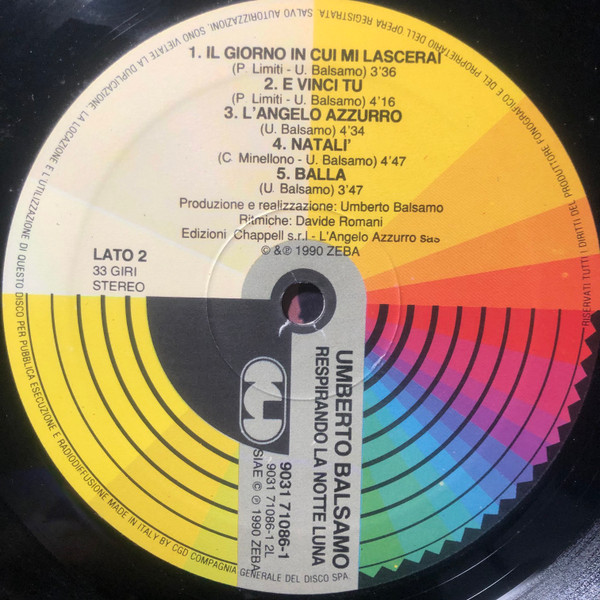 1. IL GIORNO IN CUI MI LASCERAI
(P. Limiti - U. Balsamo) 3'36
2. E VINCI TU
(P. Limiti - U. Balsamo) 4'16
3. L'ANGELO AZZURRO
(U. Balsamo) 4'34
4. NATALI'
(C. Minellono - U. Balsamo) 4'47
5. BALLA
(U. Balsamo) 3'47
Produzione e realizzazione: Umberto Balsamo
Ritmiche: Davide Romani
Edizioni Chappell s.r.l - L'Angelo Azzurro sas
© & ℗ 1990 ZEBA
LATO 2
33 GIRI
STEREO
UMBERTO BALSAMO
RESPIRANDO LA NOTTE LUNA
9031 71086-1
9031 71086-1 2L
SIAE © ℗ 1990 ZEBA
RISERVATI TUTTI I DIRITTI DEL PRODUTTORE FONOGRAFICO E DEL PROPRIETARIO DELL'OPERA REGISTRATA. SALVO AUTORIZZAZIONI, SONO VIETATE LA DUPLICAZIONE, LA LOCAZIONE E L'UTILIZZAZIONE DI QUESTO DISCO PER PUBBLICA ESECUZIONE E RADIODIFFUSIONE MADE IN ITALY BY CGD COMPAGNIA GENERALE DEL DISCO SPA.